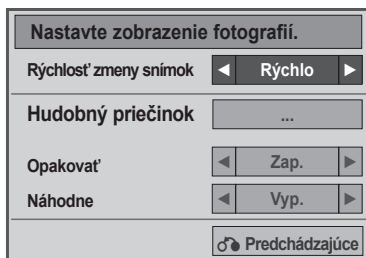 Nastavte zobrazenie fotografií.
Rýchlosť zmeny snímok ◀ Rýchlo ▶
Hudobný priečinok ...
Opakovať ◀ Zap. ▶
Náhodne ◀ Vyp. ▶
Predchádzajúce